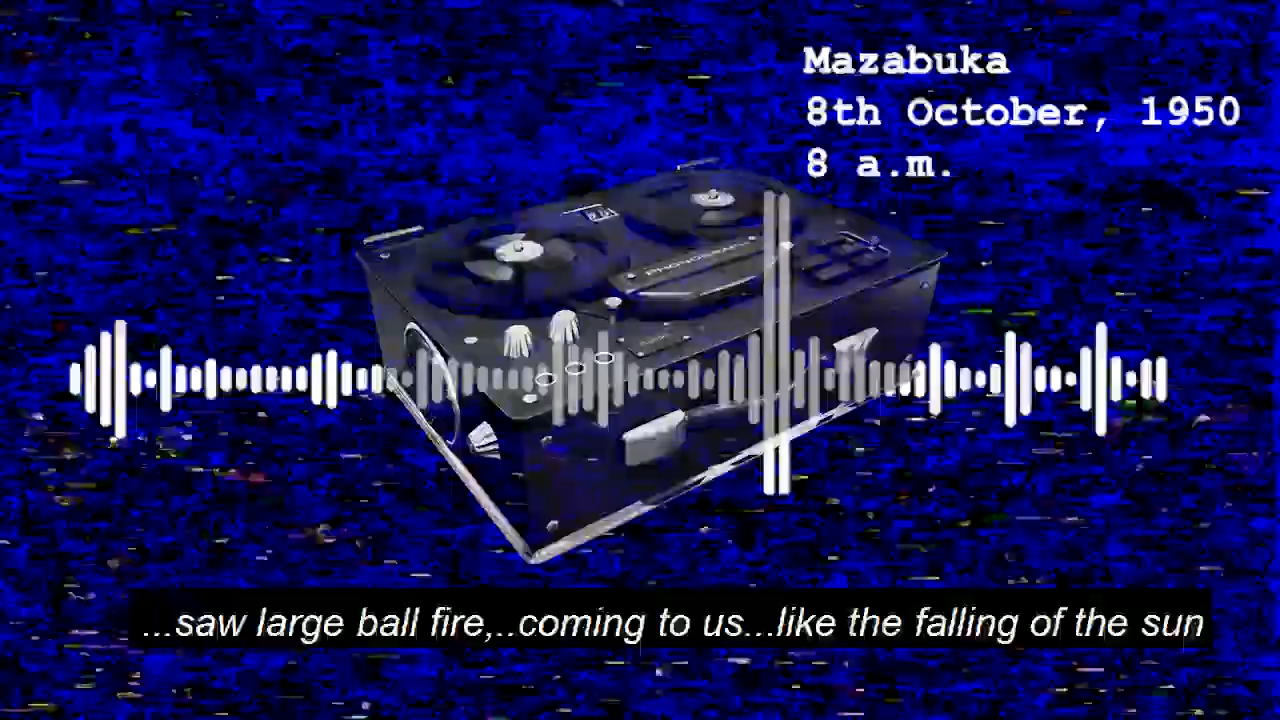 Mazabuka
8th October, 1950
8 a.m.
...saw large ball fire,..coming to us...like the falling of the sun